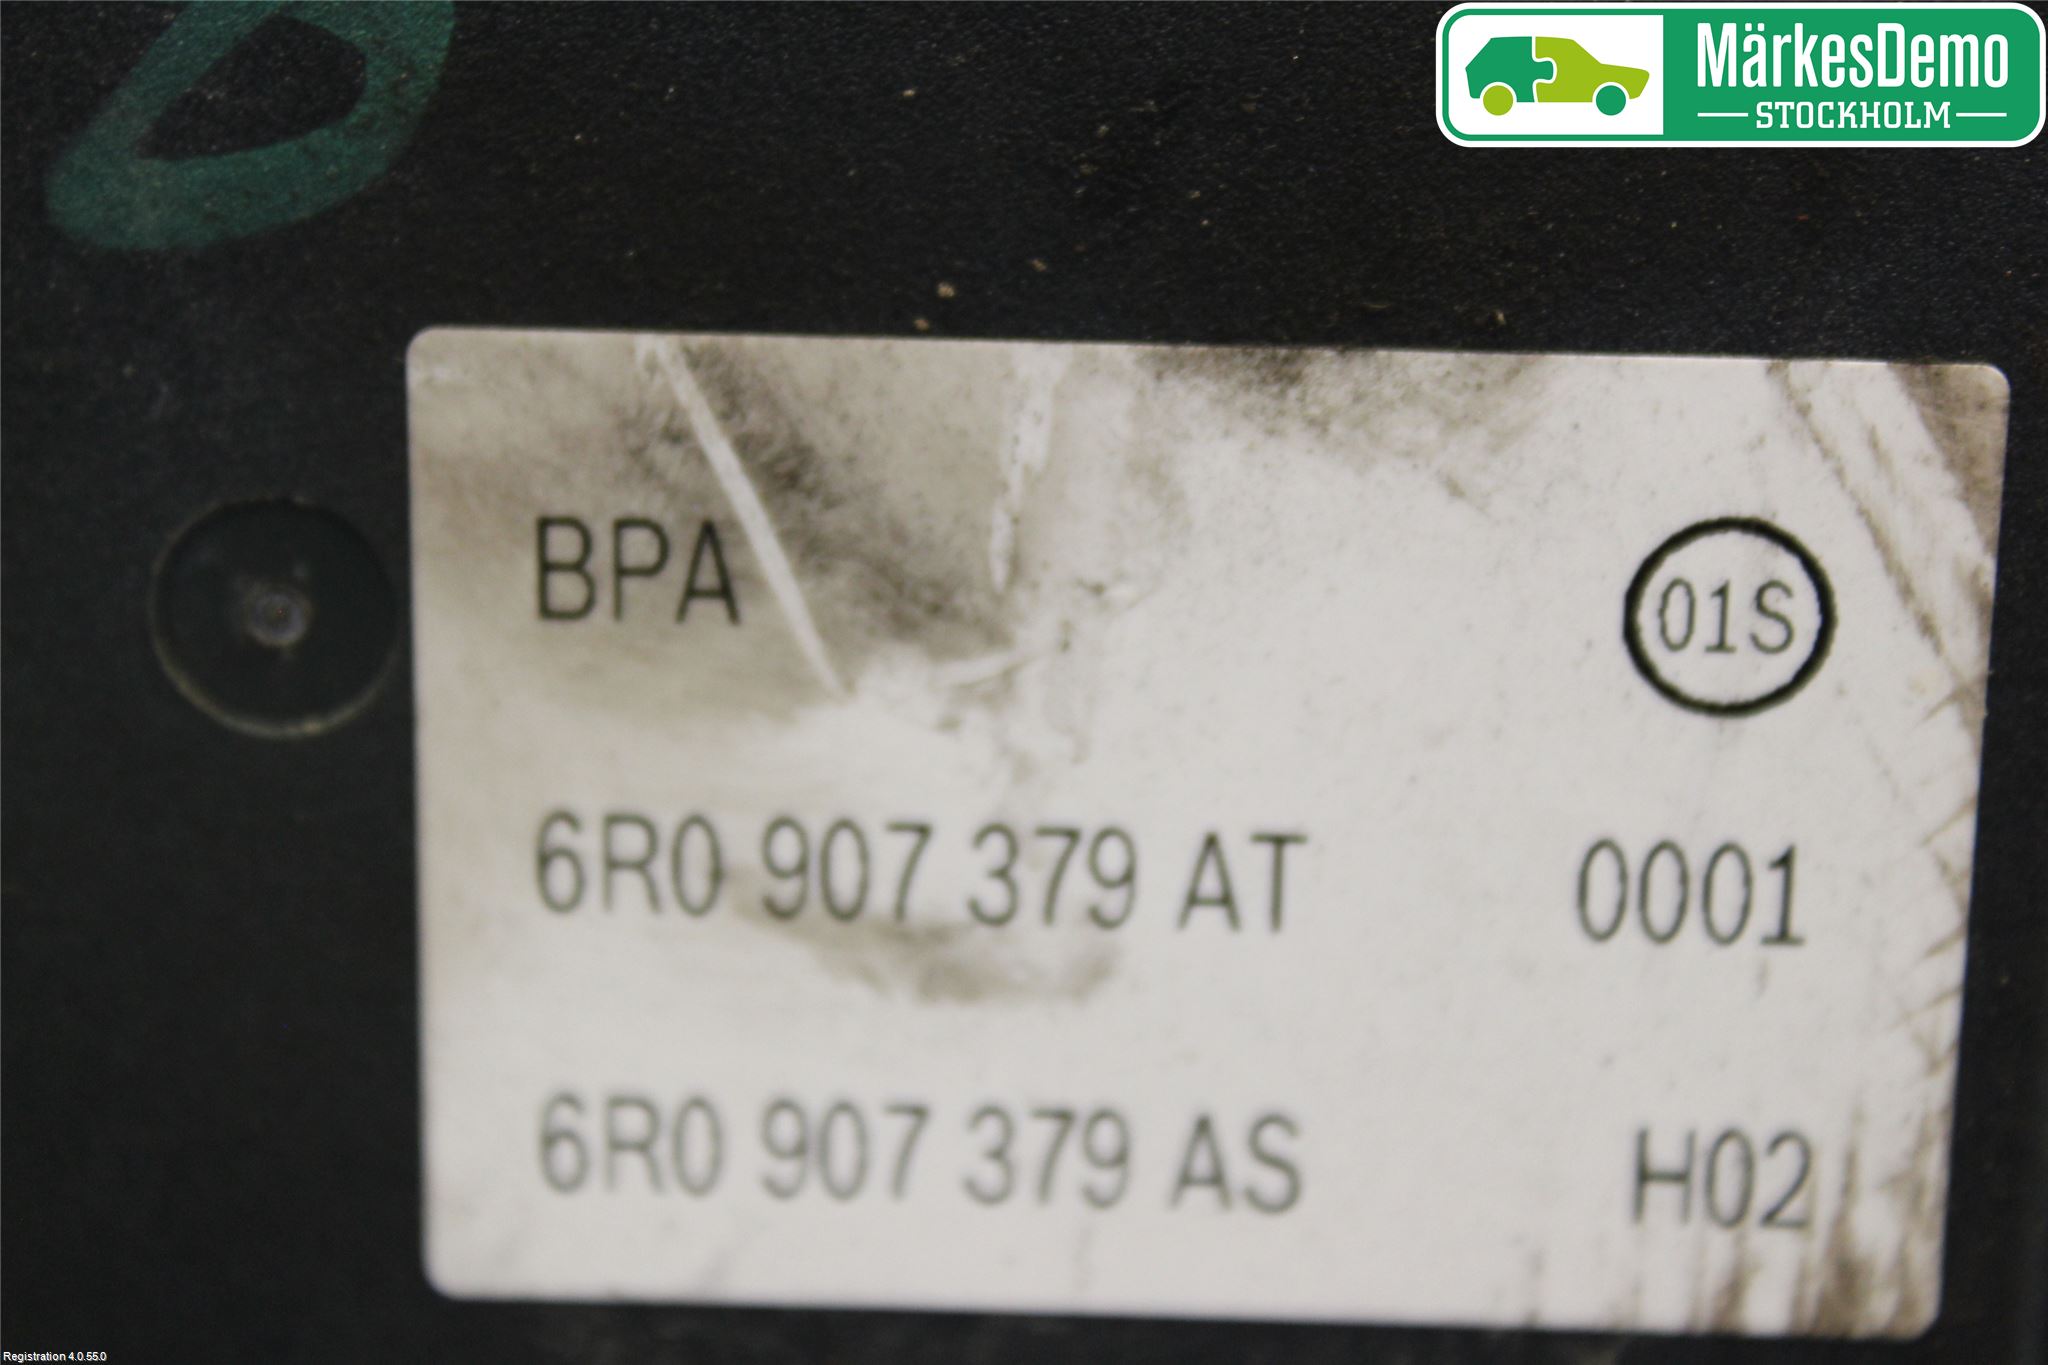 MärkesDemo
STOCKHOLM
BPA 01S
6R0 907 379 AT 0001
6R0 907 379 AS H02
Registration 4.0.55.0